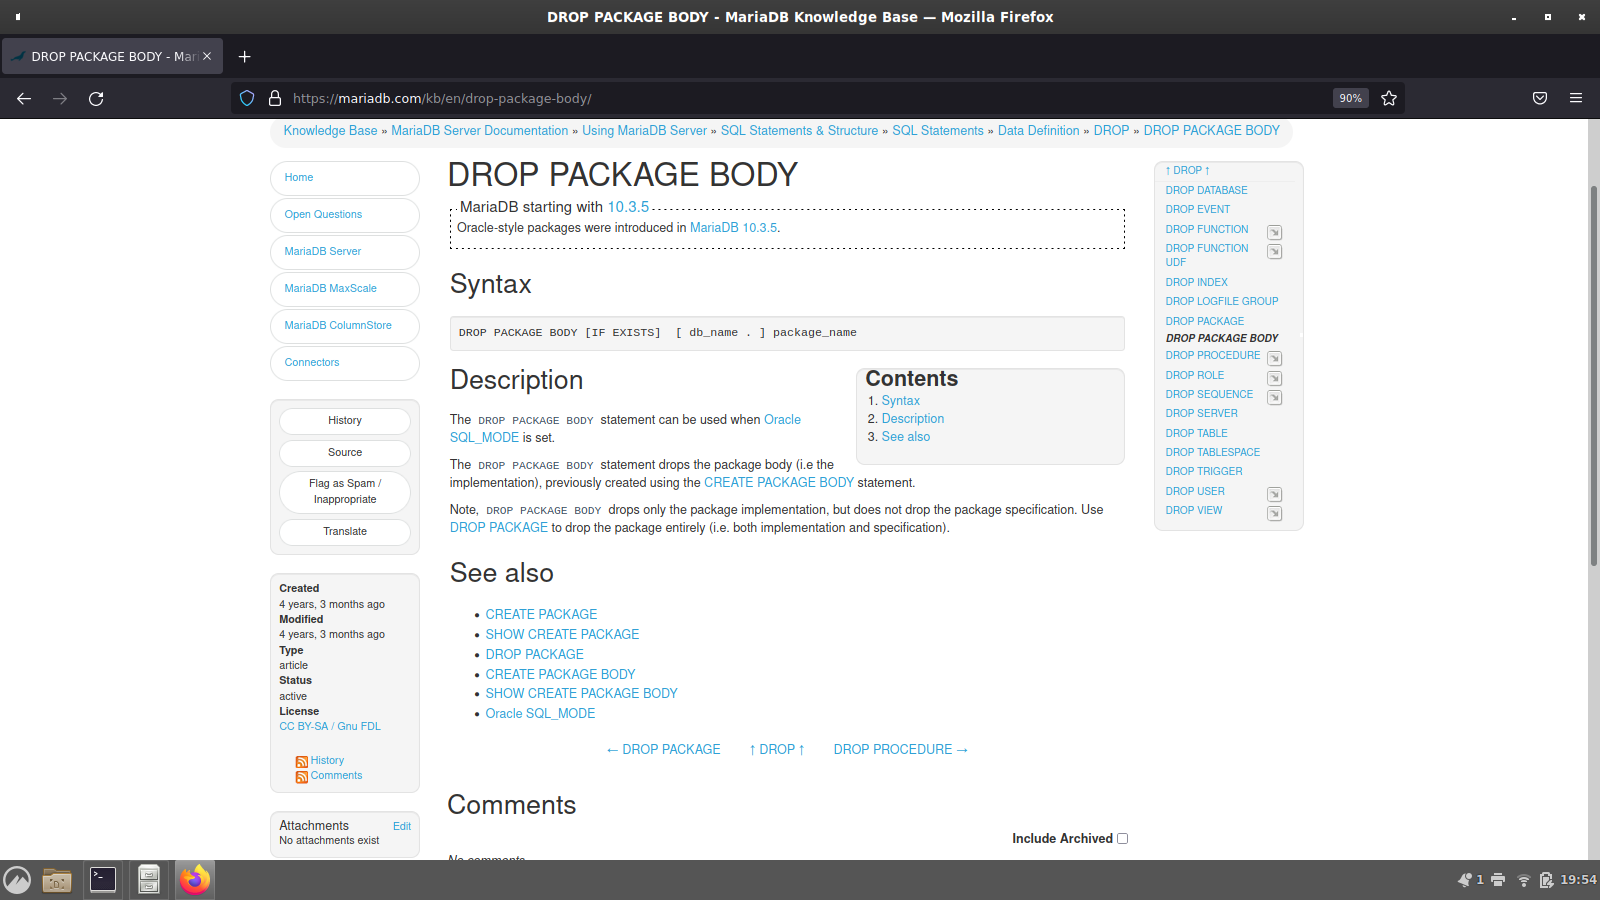 DROP PACKAGE BODY - MariaDB Knowledge Base — Mozilla Firefox
DROP PACKAGE BODY - Mar
https://mariadb.com/kb/en/drop-package-body/
90%
Knowledge Base » MariaDB Server Documentation » Using MariaDB Server » SQL Statements & Structure » SQL Statements » Data Definition » DROP » DROP PACKAGE BODY
Home
Open Questions
MariaDB Server
MariaDB MaxScale
MariaDB ColumnStore
Connectors
History
Source
Flag as Spam /
Inappropriate
Translate
Created
4 years, 3 months ago
Modified
4 years, 3 months ago
Type
article
Status
active
License
CC BY-SA / Gnu FDL
History
Comments
Attachments Edit
No attachments exist
DROP PACKAGE BODY
MariaDB starting with 10.3.5
Oracle-style packages were introduced in MariaDB 10.3.5.
Syntax
DROP PACKAGE BODY [IF EXISTS]  [ db_name . ] package_name
Contents
1. Syntax
2. Description
3. See also
Description
The DROP PACKAGE BODY statement can be used when Oracle
SQL_MODE is set.
The DROP PACKAGE BODY statement drops the package body (i.e the
implementation), previously created using the CREATE PACKAGE BODY statement.
Note, DROP PACKAGE BODY drops only the package implementation, but does not drop the package specification. Use
DROP PACKAGE to drop the package entirely (i.e. both implementation and specification).
See also
• CREATE PACKAGE
• SHOW CREATE PACKAGE
• DROP PACKAGE
• CREATE PACKAGE BODY
• SHOW CREATE PACKAGE BODY
• Oracle SQL_MODE
← DROP PACKAGE ↑ DROP ↑ DROP PROCEDURE →
Comments
Include Archived
No comments
↑ DROP ↑
DROP DATABASE
DROP EVENT
DROP FUNCTION
DROP FUNCTION
UDF
DROP INDEX
DROP LOGFILE GROUP
DROP PACKAGE
DROP PACKAGE BODY
DROP PROCEDURE
DROP ROLE
DROP SEQUENCE
DROP SERVER
DROP TABLE
DROP TABLESPACE
DROP TRIGGER
DROP USER
DROP VIEW
1
19:54